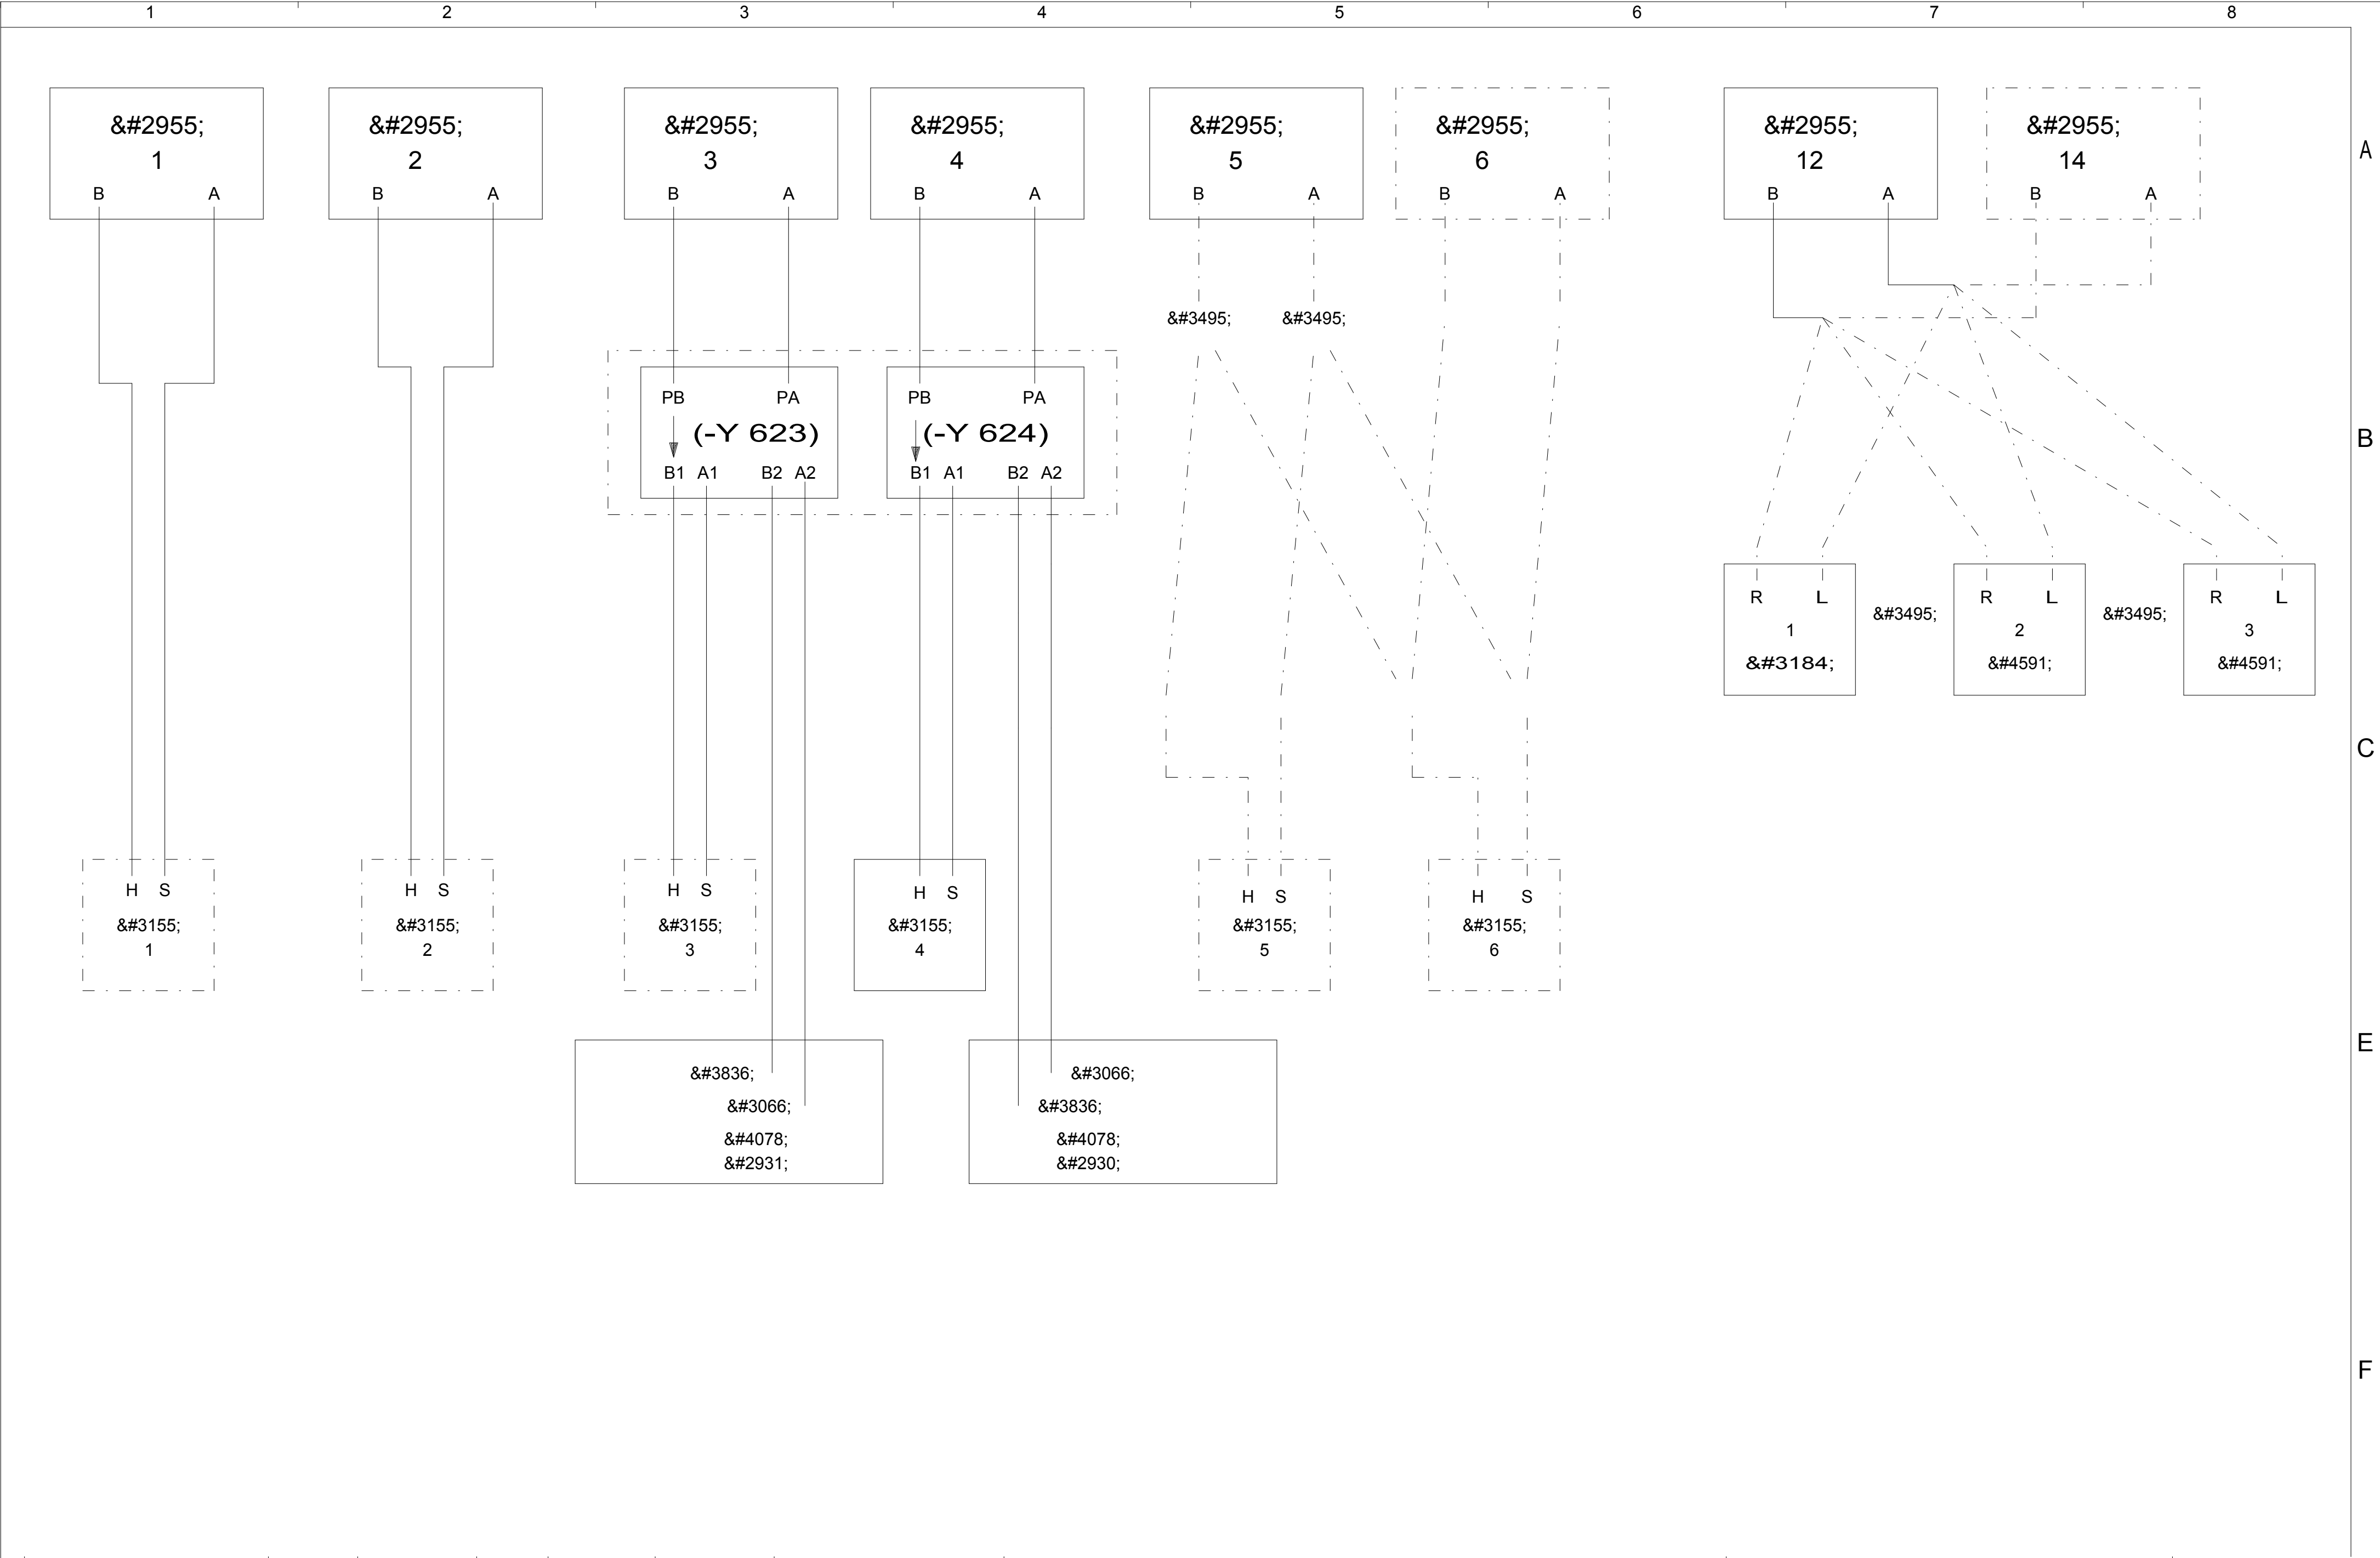 1 2 3 4 5 6 7 8
&#2955; &#2955; &#2955; &#2955; &#2955; &#2955; &#2955; &#2955;
1 2 3 4 5 6 12 14
A
B A B A B A B A B A B A B A B A
&#3495; &#3495;
PB PA PB PA
(-Y 623) (-Y 624)
B
B1 A1 B2 A2 B1 A1 B2 A2
R L R L R L
&#3495; &#3495;
1 2 3
&#3184; &#4591; &#4591;
C
H S H S H S H S H S H S
&#3155; &#3155; &#3155; &#3155; &#3155; &#3155;
1 2 3 4 5 6
E
&#3836; &#3066;
&#3066; &#3836;
&#4078; &#4078;
&#2931; &#2930;
F